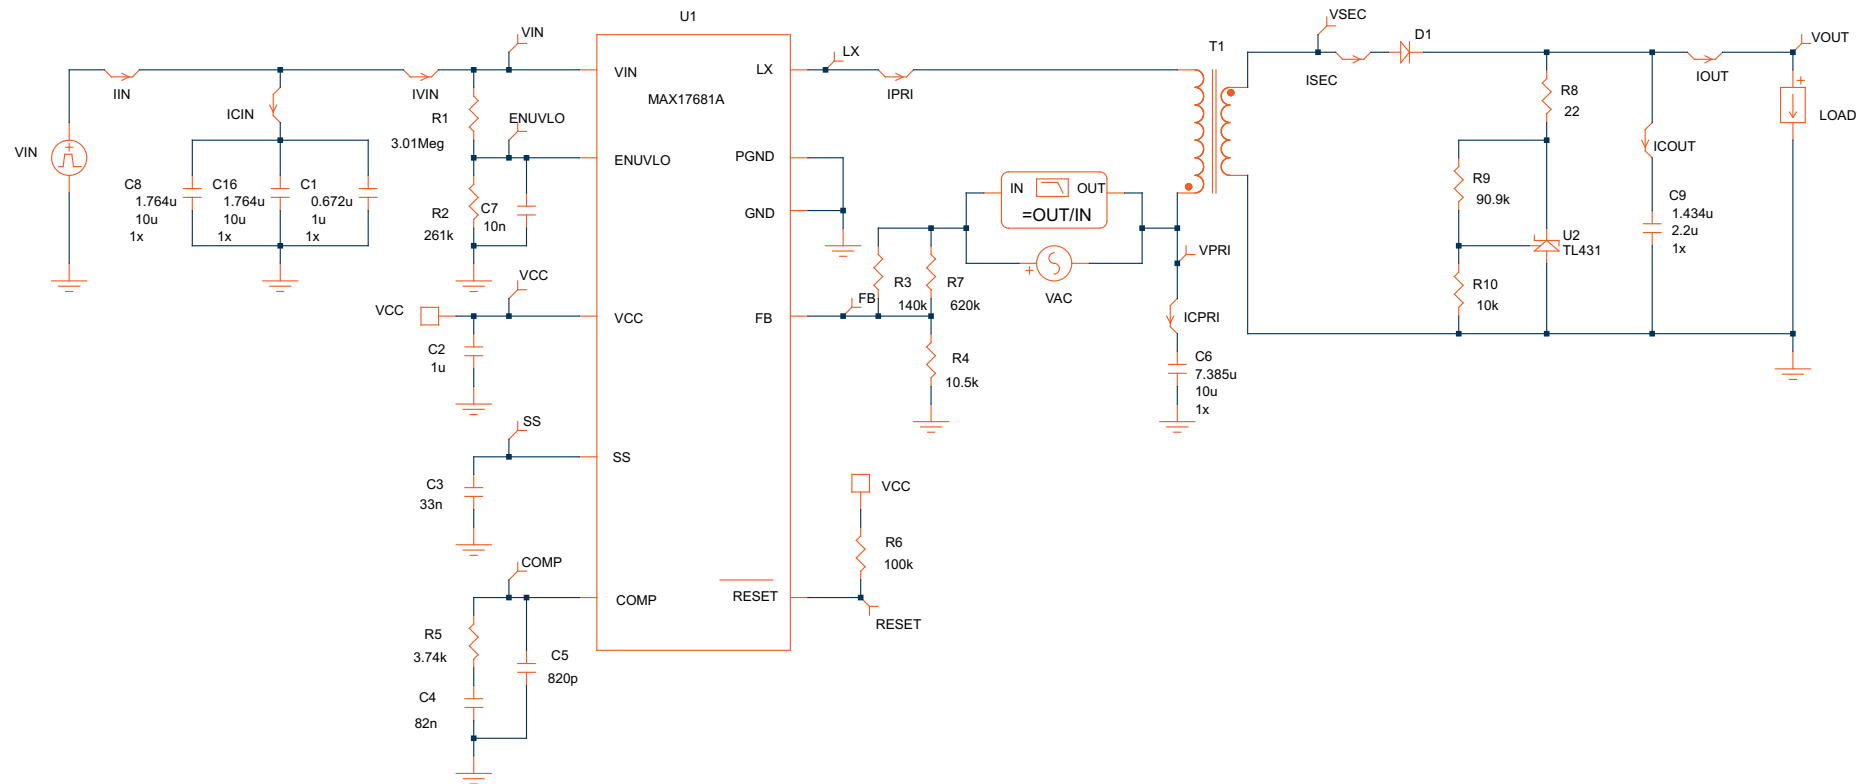 U1
VIN
IIN
IVIN
ICIN
VIN
C8
1.764u
10u
1x
C16
1.764u
10u
1x
C1
0.672u
1u
1x
R1
3.01Meg
ENUVLO
R2
261k
C7
10n
VIN
MAX17681A
ENUVLO
VCC
SS
COMP
LX
PGND
GND
FB
RESET
VCC
VCC
C2
1u
SS
C3
33n
COMP
R5
3.74k
C4
82n
C5
820p
LX
IPRI
T1
IN
OUT
=OUT/IN
+
VAC
R3
140k
R7
620k
FB
R4
10.5k
VPRI
ICPRI
C6
7.385u
10u
1x
VCC
R6
100k
RESET
VSEC
ISEC
D1
R8
22
R9
90.9k
U2
TL431
R10
10k
ICOUT
C9
1.434u
2.2u
1x
IOUT
VOUT
+
LOAD